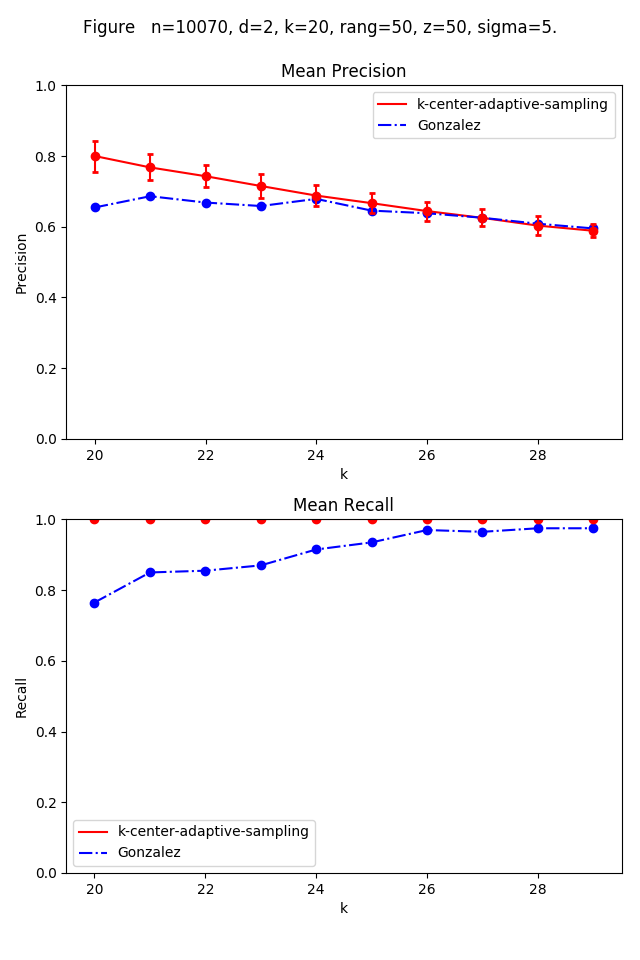 Figure   n=10070, d=2, k=20, rang=50, z=50, sigma=5.
Mean Precision
1.0
0.8
0.6
0.4
0.2
0.0
Precision
k-center-adaptive-sampling
Gonzalez
20
22
24
26
28
k
Mean Recall
1.0
0.8
0.6
0.4
0.2
0.0
Recall
k-center-adaptive-sampling
Gonzalez
20
22
24
26
28
k